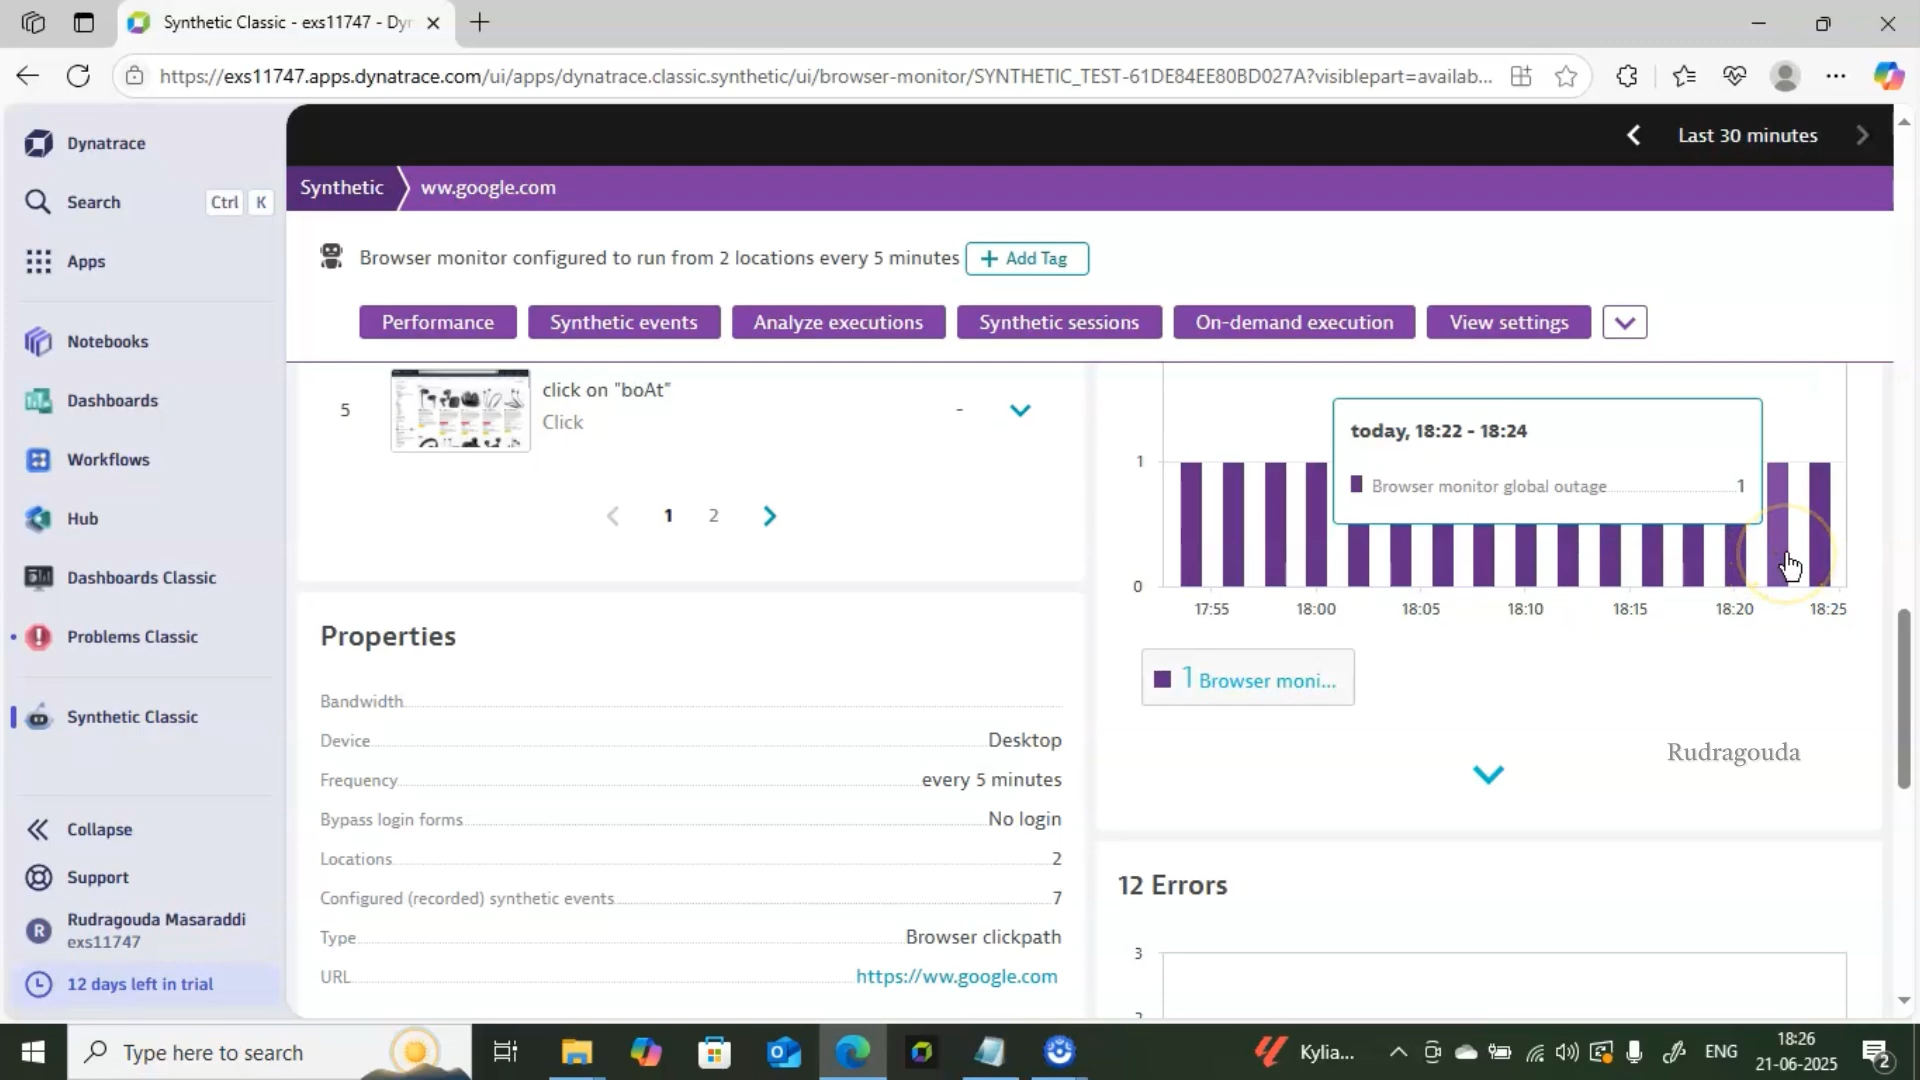 Synthetic Classic - exs11747 - Dyr
https://exs11747.apps.dynatrace.com/ui/apps/dynatrace.classic.synthetic/ui/browser-monitor/SYNTHETIC_TEST-61DE84EE80BD027A?visiblepart=availab...
Dynatrace
Search Ctrl K
Apps
Notebooks
Dashboards
Workflows
Hub
Dashboards Classic
Problems Classic
Synthetic Classic
Collapse
Support
R Rudragouda Masaraddi
exs11747
12 days left in trial
Last 30 minutes
Synthetic ww.google.com
Browser monitor configured to run from 2 locations every 5 minutes + Add Tag
Performance Synthetic events Analyze executions Synthetic sessions On-demand execution View settings
5 click on "boAt" -
Click
1 2
Properties
Bandwidth
Device Desktop
Frequency every 5 minutes
Bypass login forms No login
Locations 2
Configured (recorded) synthetic events 7
Type Browser clickpath
URL https://ww.google.com
today, 18:22 - 18:24
Browser monitor global outage 1
1
0
17:55 18:00 18:05 18:10 18:15 18:20 18:25
1 Browser moni...
Rudragouda
12 Errors
3
Type here to search
Kylia...
ENG
18:26
21-06-2025
2